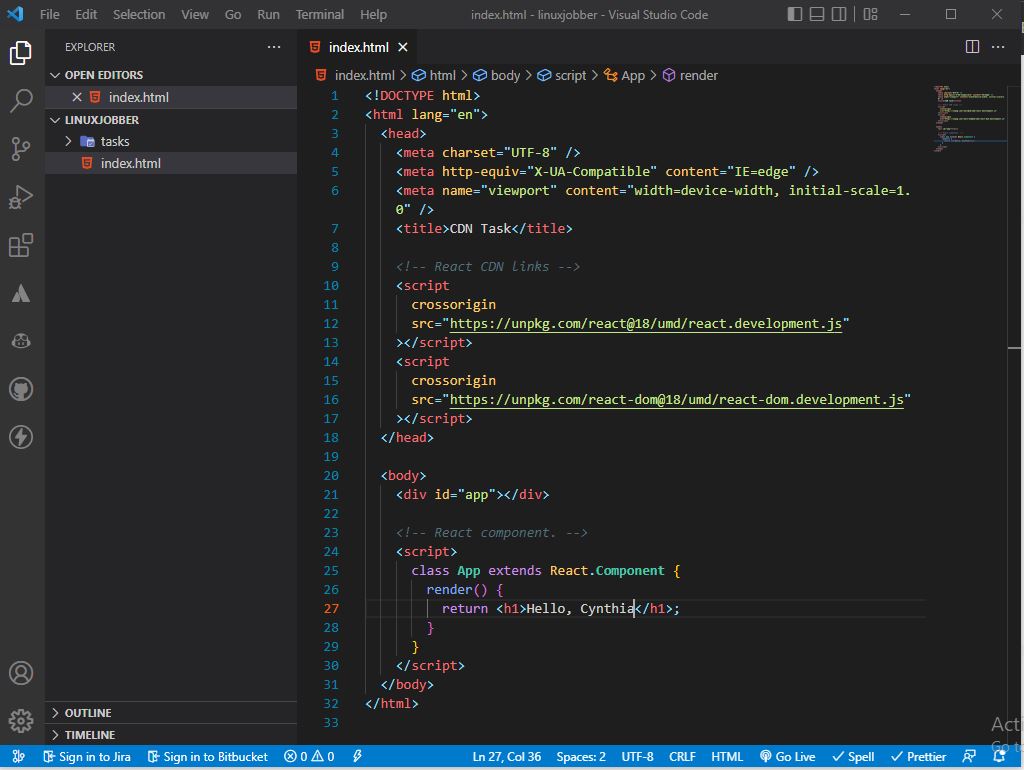 File Edit Selection View Go Run Terminal Help index.html - linuxjobber - Visual Studio Code
EXPLORER
OPEN EDITORS
index.html
LINUXJOBBER
tasks
index.html
OUTLINE
TIMELINE
index.html
index.html > html > body > script > App > render
1 <!DOCTYPE html>
2 <html lang="en">
3 <head>
4 <meta charset="UTF-8" />
5 <meta http-equiv="X-UA-Compatible" content="IE=edge" />
6 <meta name="viewport" content="width=device-width, initial-scale=1.
0" />
7 <title>CDN Task</title>
8
9 <!-- React CDN links -->
10 <script
11 crossorigin
12 src="https://unpkg.com/react@18/umd/react.development.js"
13 ></script>
14 <script
15 crossorigin
16 src="https://unpkg.com/react-dom@18/umd/react-dom.development.js"
17 ></script>
18 </head>
19
20 <body>
21 <div id="app"></div>
22
23 <!-- React component. -->
24 <script>
25 class App extends React.Component {
26 render() {
27 return <h1>Hello, Cynthia</h1>;
28 }
29 }
30 </script>
31 </body>
32 </html>
33
Acti
Go to
Sign in to Jira Sign in to Bitbucket 0 0 Ln 27, Col 36 Spaces: 2 UTF-8 CRLF HTML Go Live Spell Prettier